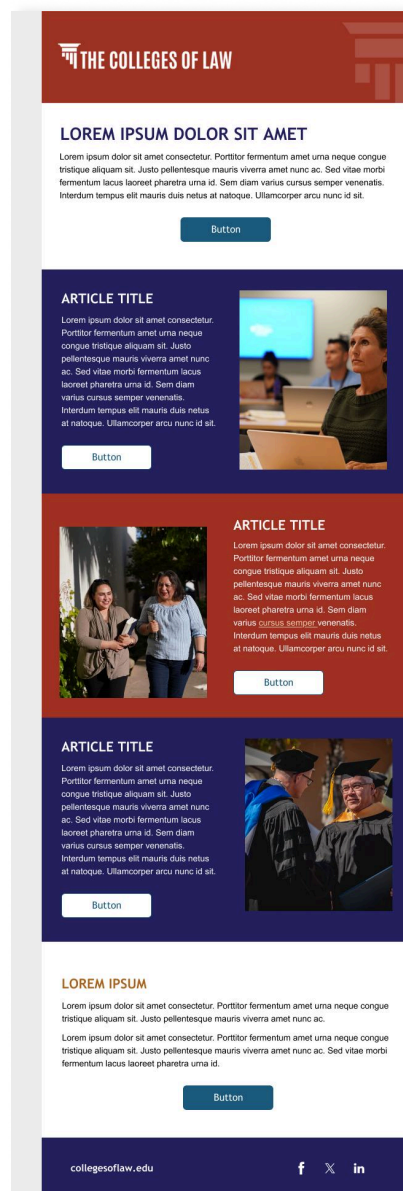 THE COLLEGES OF LAW
LOREM IPSUM DOLOR SIT AMET
Lorem ipsum dolor sit amet consectetur. Porttitor fermentum amet urna neque congue
tristique aliquam sit. Justo pellentesque mauris viverra amet nunc ac. Sed vitae morbi
fermentum lacus laoreet pharetra urna id. Sem diam varius cursus semper venenatis.
Interdum tempus elit mauris duis netus at natoque. Ullamcorper arcu nunc id sit.
Button
ARTICLE TITLE
Lorem ipsum dolor sit amet consectetur.
Porttitor fermentum amet urna neque
congue tristique aliquam sit. Justo
pellentesque mauris viverra amet nunc
ac. Sed vitae morbi fermentum lacus
laoreet pharetra urna id. Sem diam
varius cursus semper venenatis.
Interdum tempus elit mauris duis netus
at natoque. Ullamcorper arcu nunc id sit.
Button
ARTICLE TITLE
Lorem ipsum dolor sit amet consectetur.
Porttitor fermentum amet urna neque
congue tristique aliquam sit. Justo
pellentesque mauris viverra amet nunc
ac. Sed vitae morbi fermentum lacus
laoreet pharetra urna id. Sem diam
varius cursus semper venenatis.
Interdum tempus elit mauris duis netus
at natoque. Ullamcorper arcu nunc id sit.
Button
ARTICLE TITLE
Lorem ipsum dolor sit amet consectetur.
Porttitor fermentum amet urna neque
congue tristique aliquam sit. Justo
pellentesque mauris viverra amet nunc
ac. Sed vitae morbi fermentum lacus
laoreet pharetra urna id. Sem diam
varius cursus semper venenatis.
Interdum tempus elit mauris duis netus
at natoque. Ullamcorper arcu nunc id sit.
Button
LOREM IPSUM
Lorem ipsum dolor sit amet consectetur. Porttitor fermentum amet urna neque congue
tristique aliquam sit. Justo pellentesque mauris viverra amet nunc ac.
Lorem ipsum dolor sit amet consectetur. Porttitor fermentum amet urna neque congue
tristique aliquam sit. Justo pellentesque mauris viverra amet nunc ac. Sed vitae morbi
fermentum lacus laoreet pharetra urna id.
Button
collegesoflaw.edu f X in